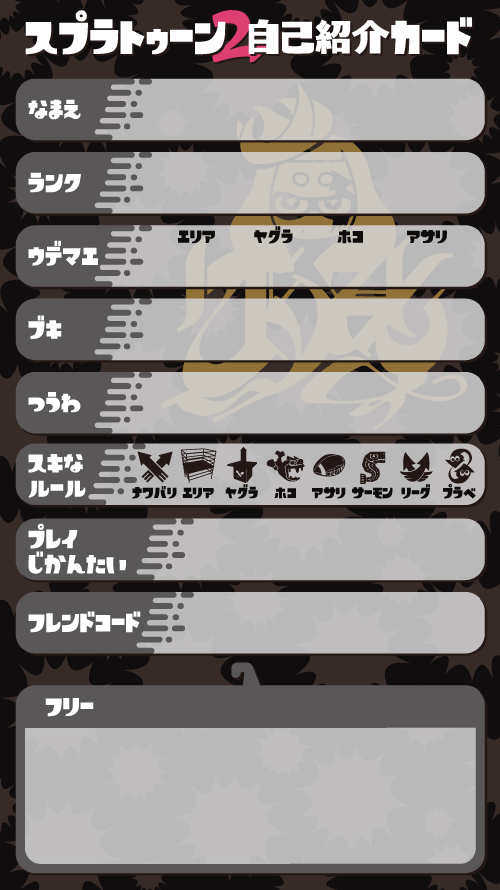 スプラトゥーン2自己紹介カード
なまえ
ランク
ウデマエ
エリア ヤグラ ホコ アサリ
ブキ
つうわ
スキな
ルール
ナワバリ エリア ヤグラ ホコ アサリ サーモン リーグ プラベ
プレイ
じかんたい
フレンドコード
フリー